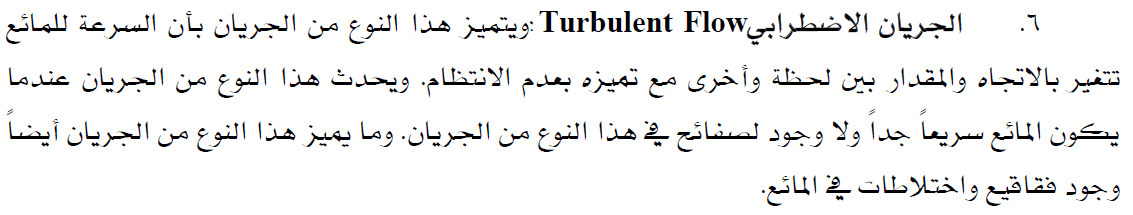 ٦. الجريان الاضطرابيTurbulent Flow :ويتميز هذا النوع من الجريان بأن السرعة للمائع
تتغير بالاتجاه والمقدار بين لحظة وأخرى مع تميزه بعدم الانتظام. ويحدث هذا النوع من الجريان عندما
يكون المائع سريعاً جداً ولا وجود لصفائح في هذا النوع من الجريان. وما يميز هذا النوع من الجريان أيضاً
وجود فقاقيع واختلاطات في المائع.